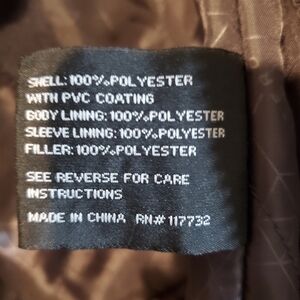 SHELL: 100% POLYESTER
WITH PVC COATING
BODY LINING: 100% POLYESTER
SLEEVE LINING: 100% POLYESTER
FILLER: 100% POLYESTER
SEE REVERSE FOR CARE
INSTRUCTIONS
MADE IN CHINA RN# 117732